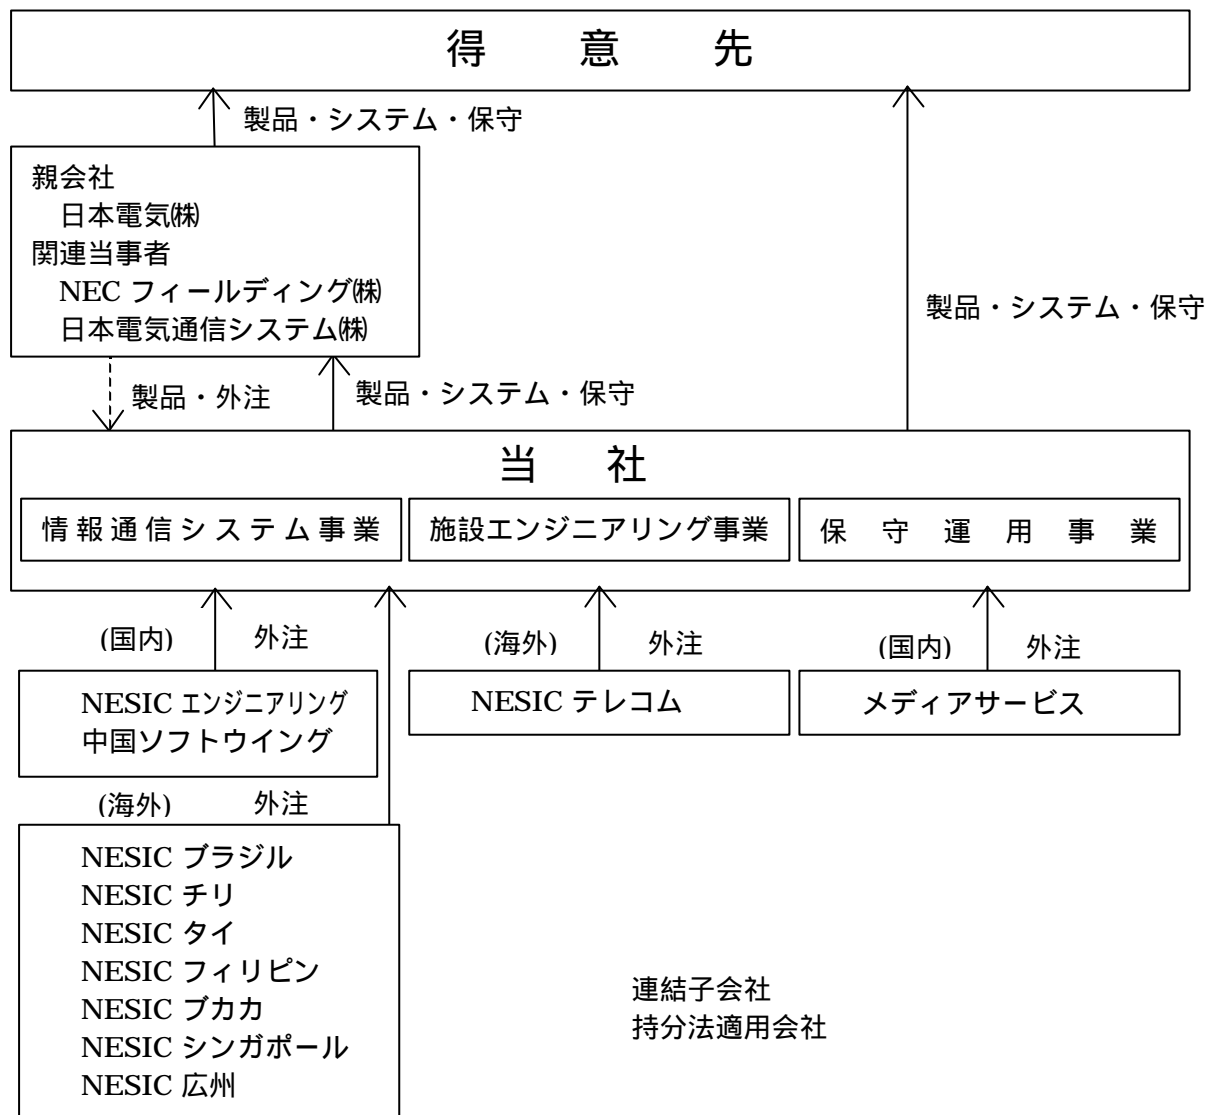 得意先
製品・システム・保守
親会社
日本電気㈱
関連当事者
NEC フィールディング㈱
日本電気通信システム㈱
製品・システム・保守
製品・外注
製品・システム・保守
当社
情報通信システム事業
施設エンジニアリング事業
保守運用事業
(国内) 外注
(海外) 外注
(国内) 外注
NESIC エンジニアリング
中国ソフトウイング
NESIC テレコム
メディアサービス
(海外) 外注
NESIC ブラジル
NESIC チリ
NESIC タイ
NESIC フィリピン
NESIC ブカカ
NESIC シンガポール
NESIC 広州
連結子会社
持分法適用会社